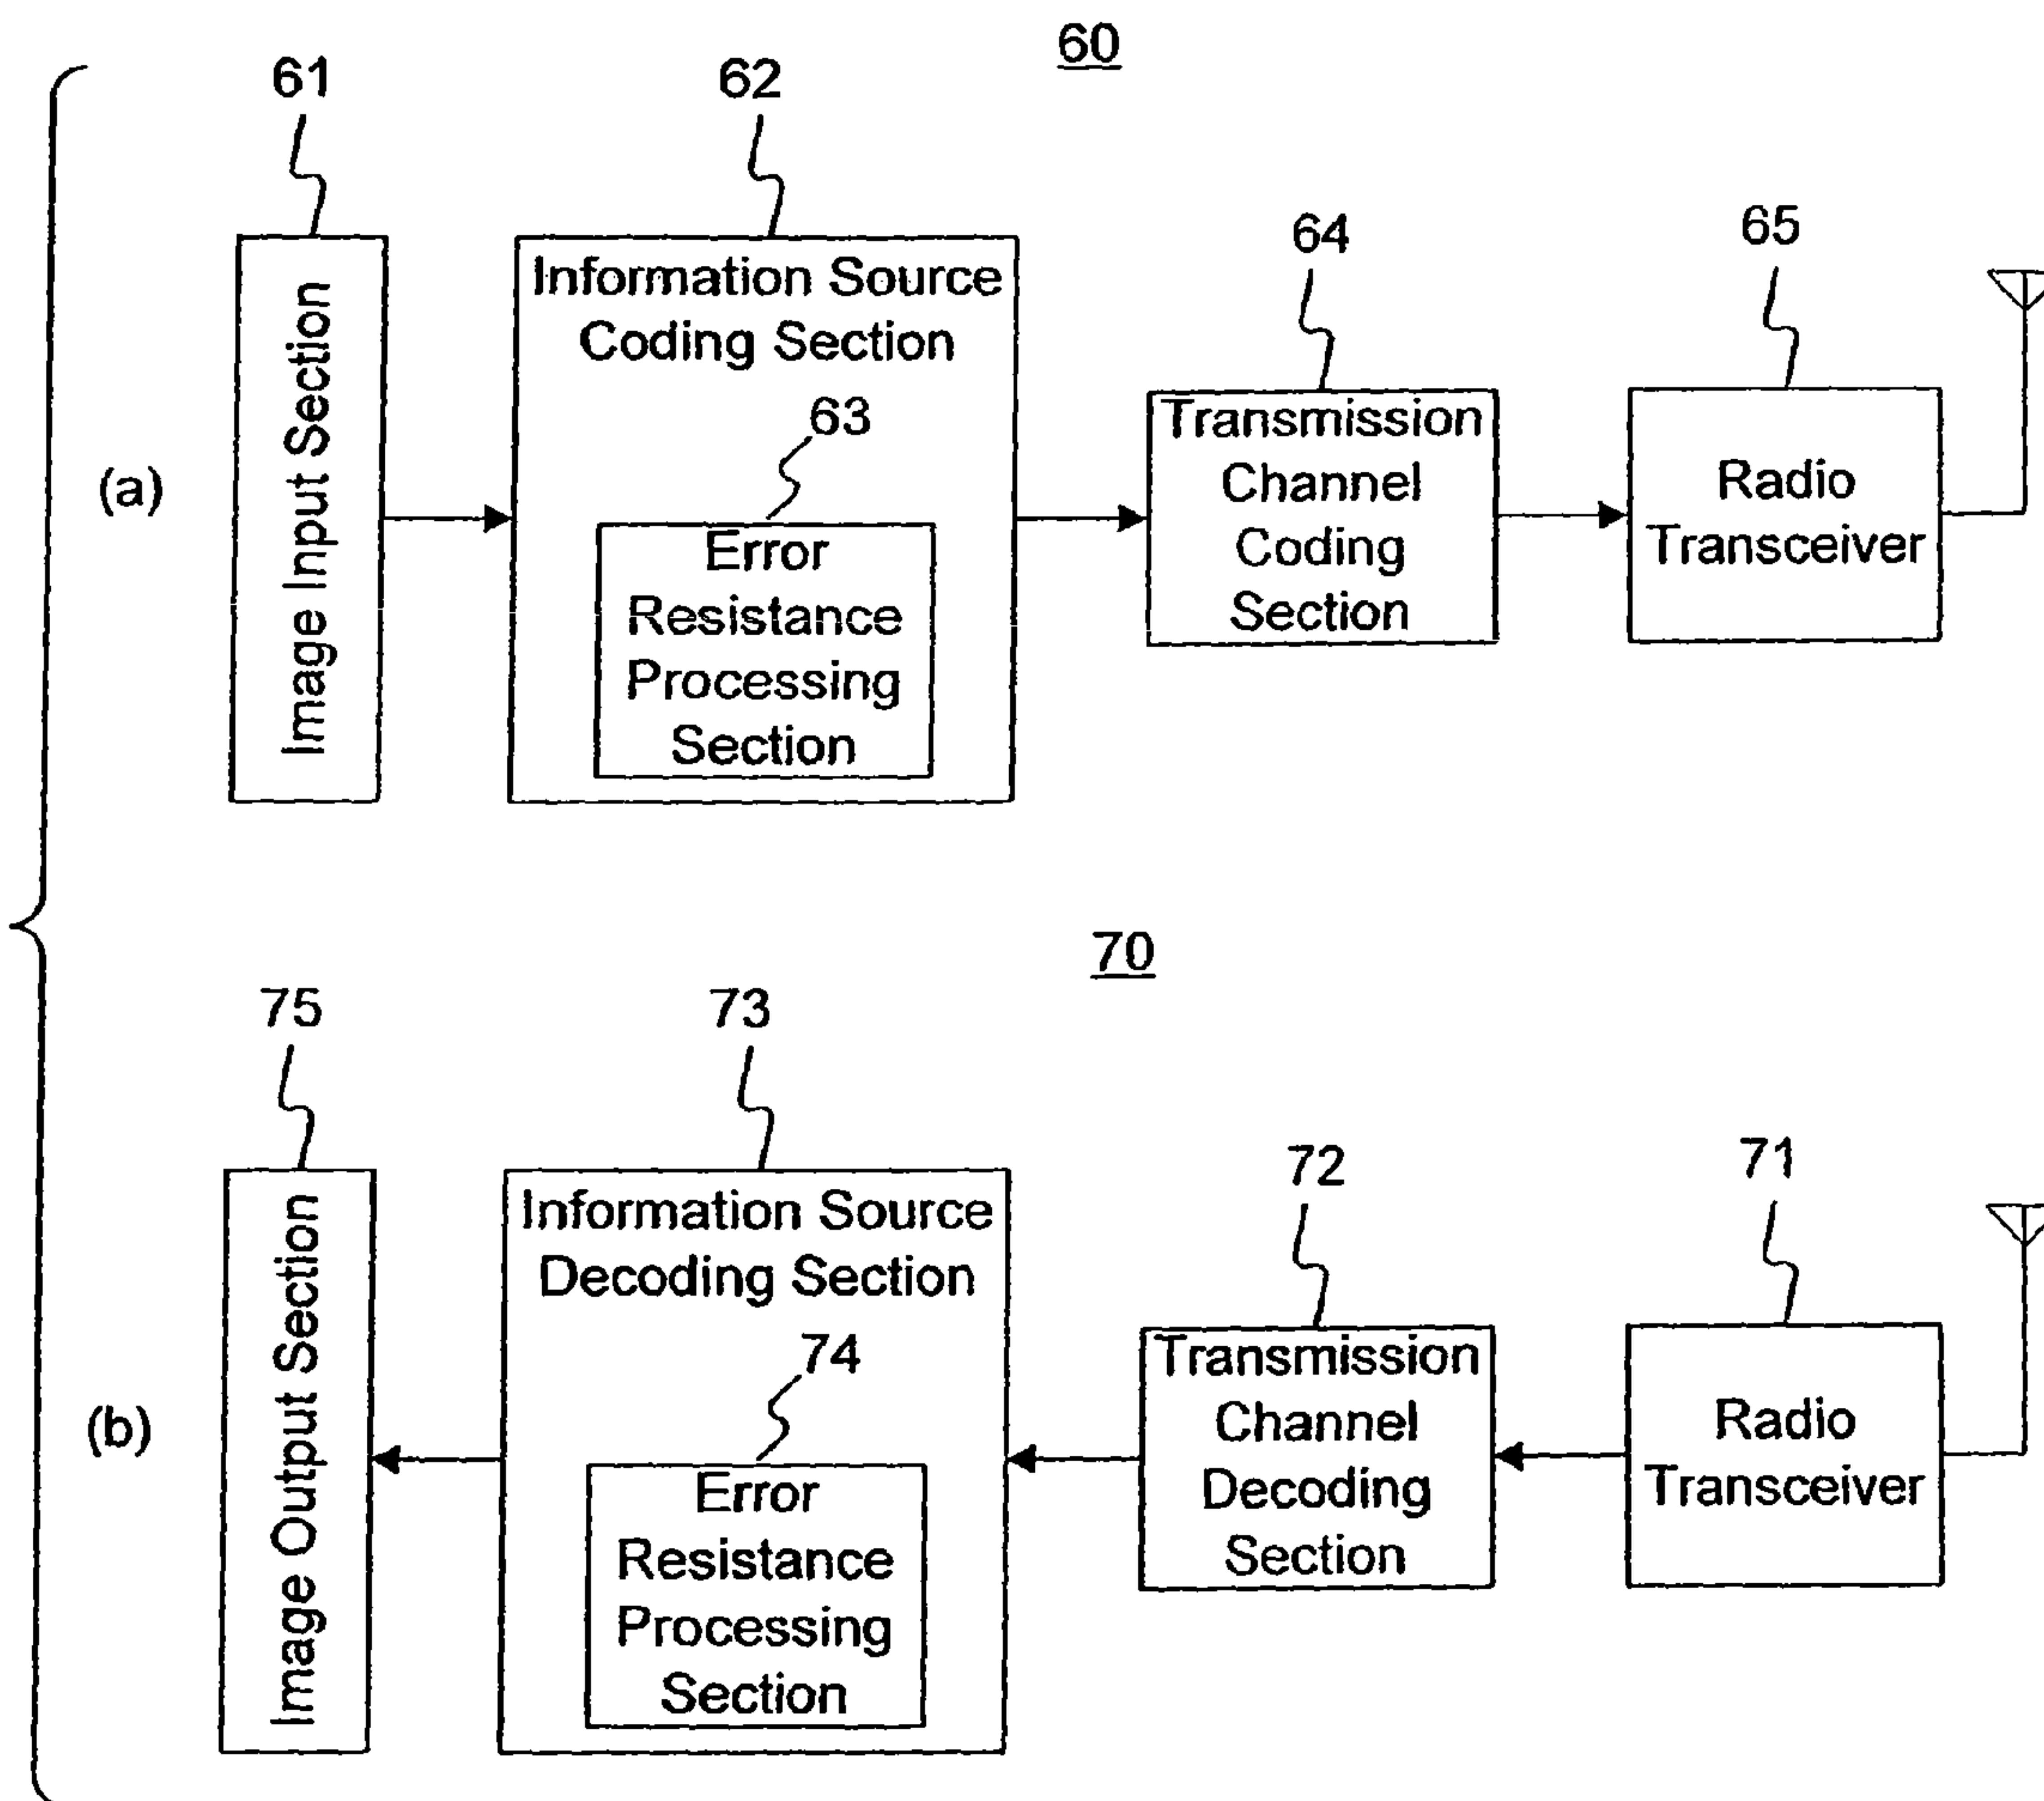 60
61
62
64
65
Image Input Section
Information Source
Coding Section
63
Error
Resistance
Processing
Section
Transmission
Channel
Coding
Section
Radio
Transceiver
(a)
70
75
73
72
71
Image Output Section
Information Source
Decoding Section
74
Error
Resistance
Processing
Section
Transmission
Channel
Decoding
Section
Radio
Transceiver
(b)